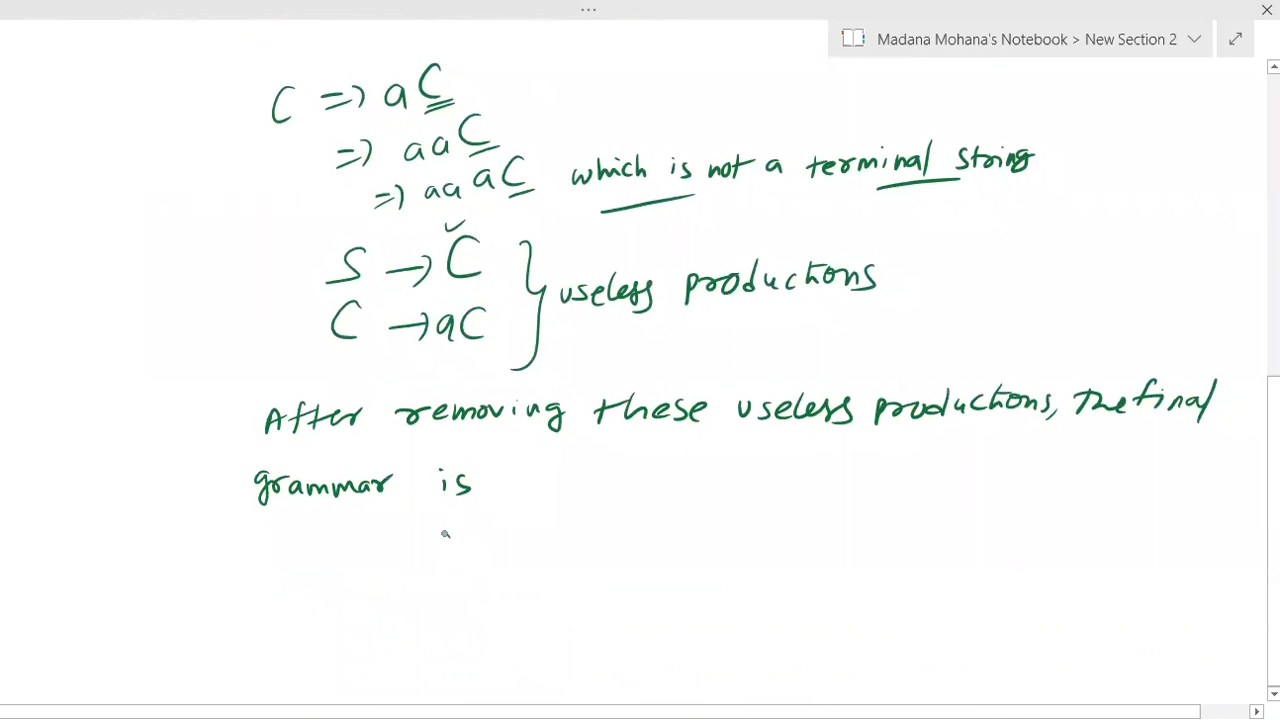 Madana Mohana's Notebook > New Section 2
C => aC
=> aaC
=> aaaC which is not a terminal string
S → C
C → aC } useless productions
After removing these useless productions, the final
grammar is